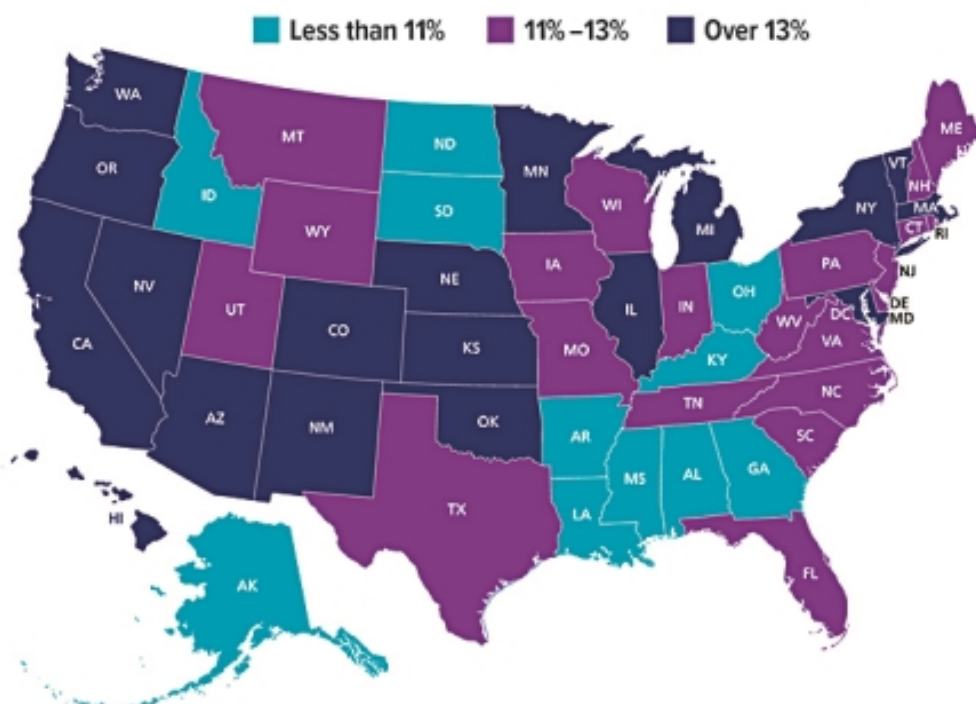 Less than 11% 11%–13% Over 13%
WA
MT
ND
MN
ME
OR
ID
SD
WI
VT
NH
WY
MI
NY
MA
CT
RI
IA
PA
NV
NE
NJ
UT
IL
IN
OH
DE
CO
WV
DC
MD
CA
KS
MO
KY
VA
AZ
NM
OK
TN
NC
AR
SC
MS
AL
GA
TX
LA
HI
FL
AK